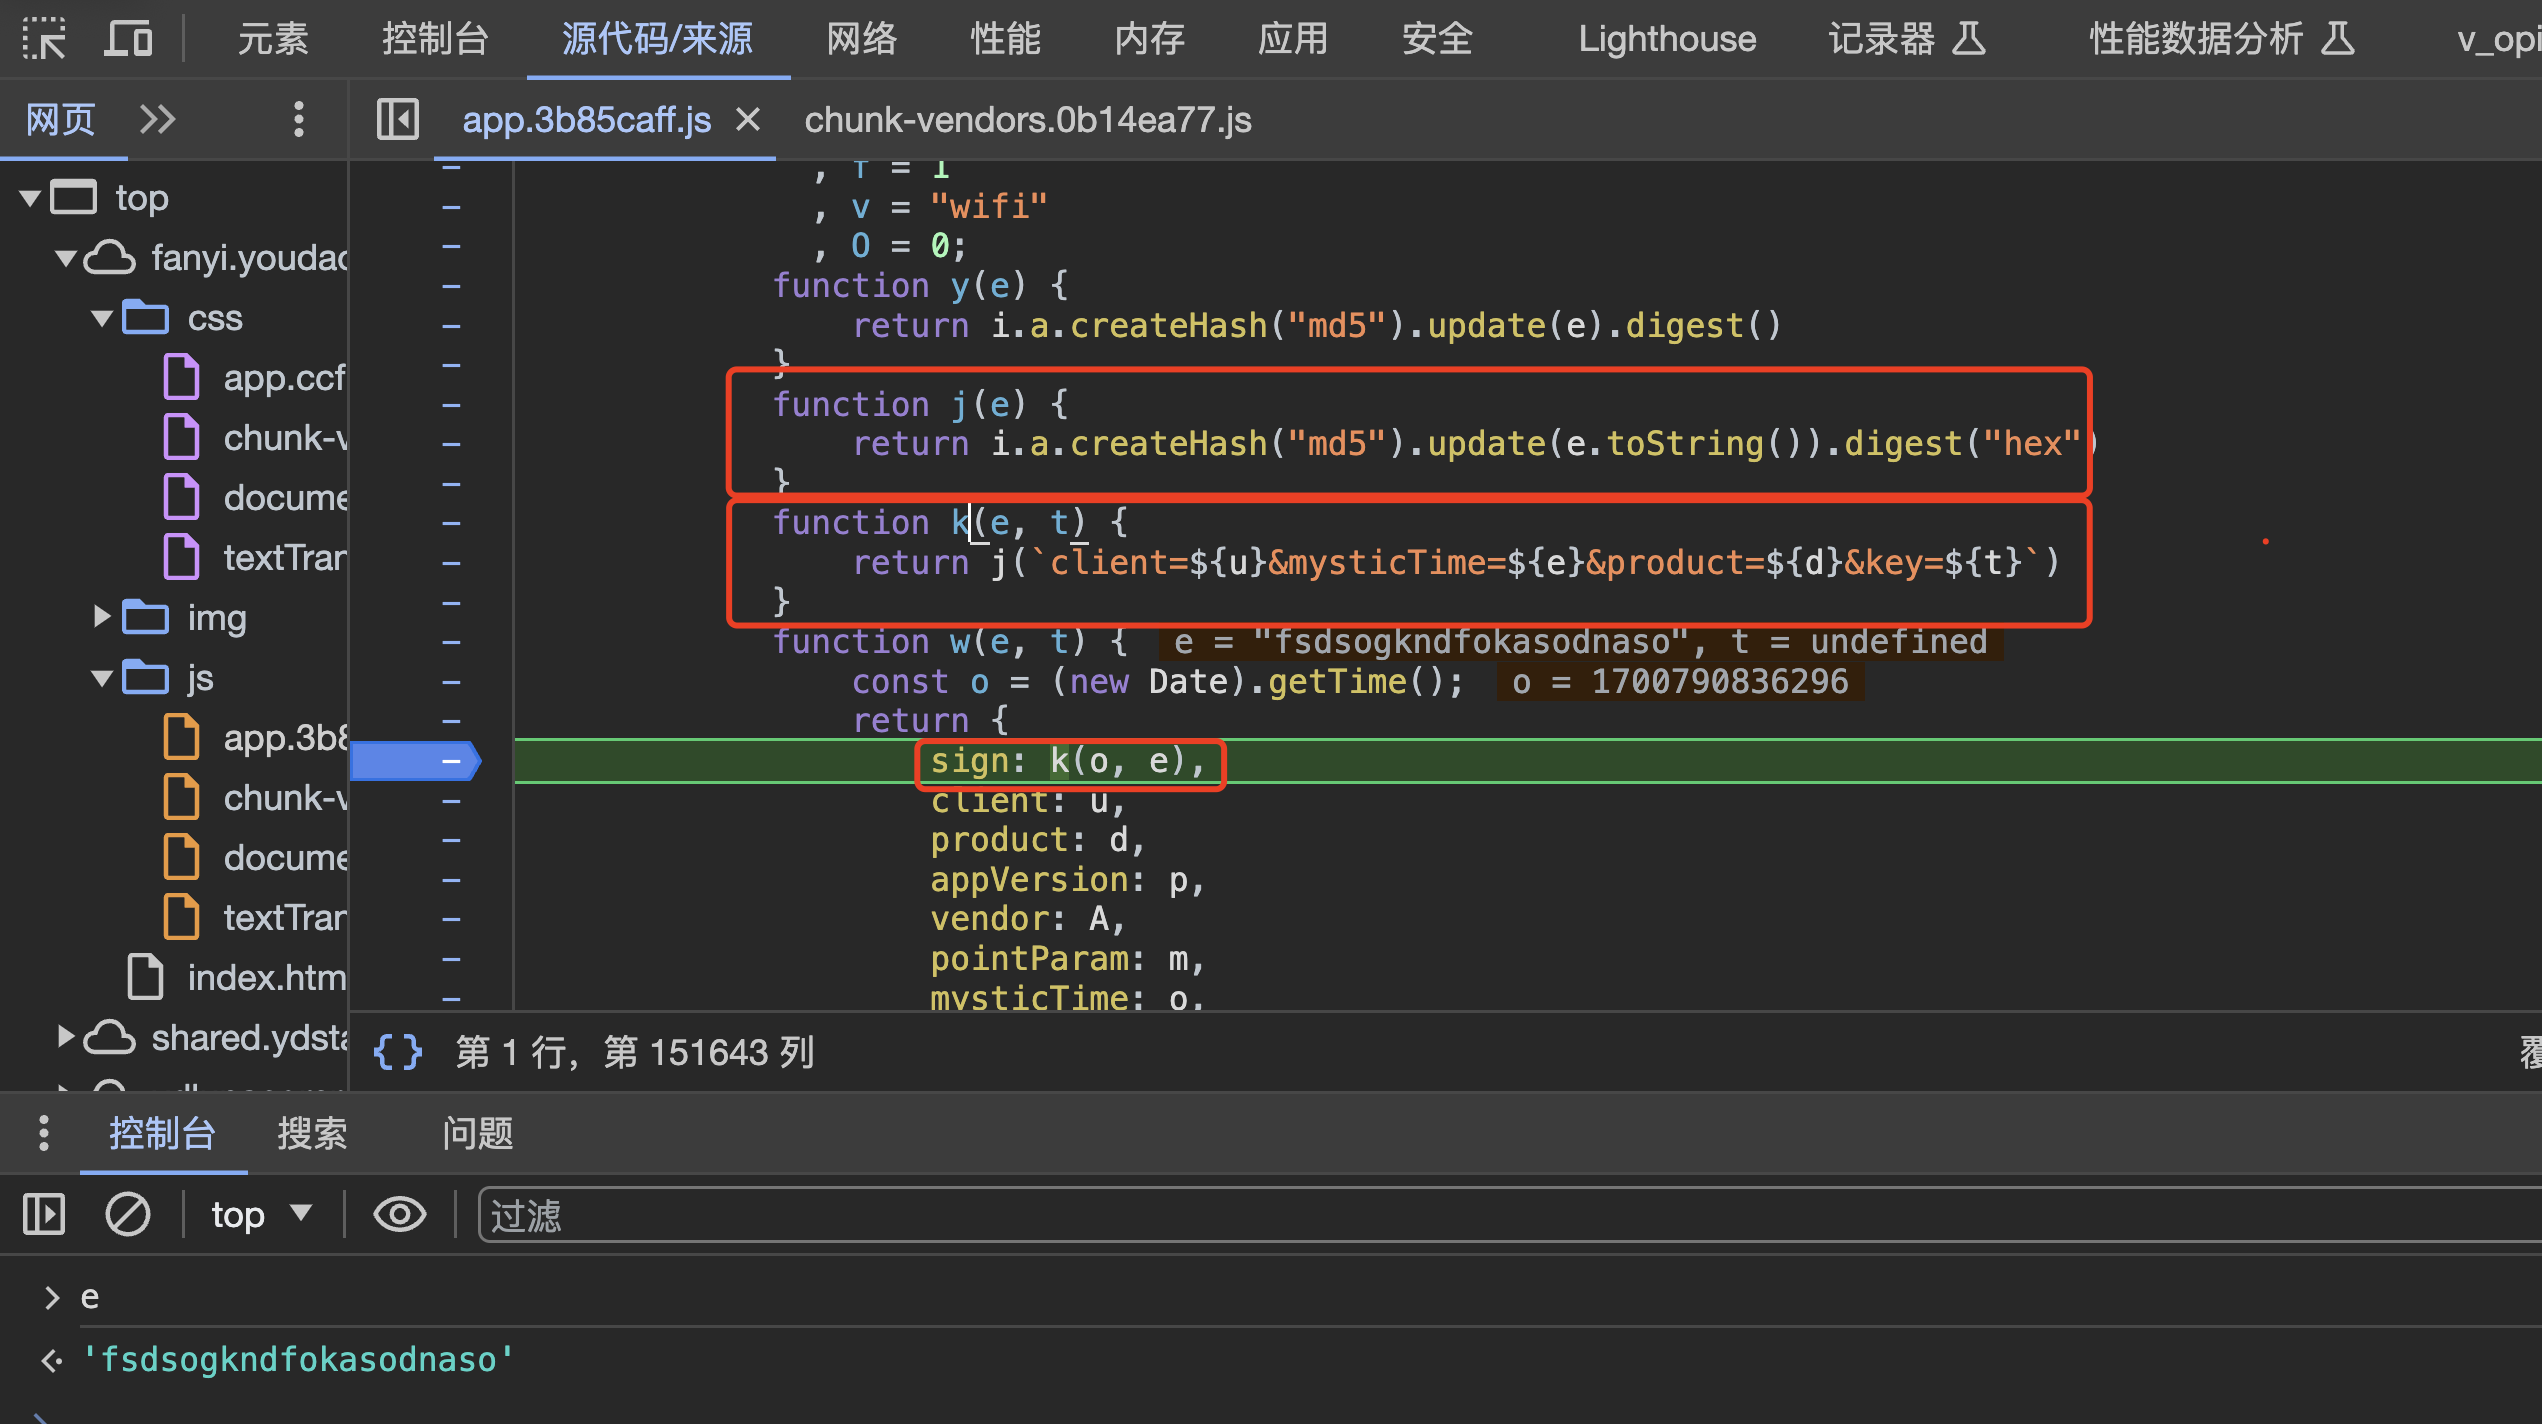 元素 控制台 源代码/来源 网络 性能 内存 应用 安全 Lighthouse 记录器 性能数据分析 v_opi
网页 app.3b85caff.js × chunk-vendors.0b14ea77.js
top
fanyi.youdao
css
app.ccf
chunk-v
docume
textTran
img
js
app.3b8
chunk-v
docume
textTran
index.htm
shared.ydsta
, v = "wifi"
, O = 0;
function y(e) {
return i.a.createHash("md5").update(e).digest()
}
function j(e) {
return i.a.createHash("md5").update(e.toString()).digest("hex")
}
function k(e, t) {
return j(`client=${u}&mysticTime=${e}&product=${d}&key=${t}`)
}
function w(e, t) { e = "fsdsogkndfokasodnaso", t = undefined
const o = (new Date).getTime(); o = 1700790836296
return {
sign: k(o, e),
client: u,
product: d,
appVersion: p,
vendor: A,
pointParam: m,
mysticTime: o,
{} 第 1 行，第 151643 列 覆
控制台 搜索 问题
top 过滤
> e
'fsdsogkndfokasodnaso'